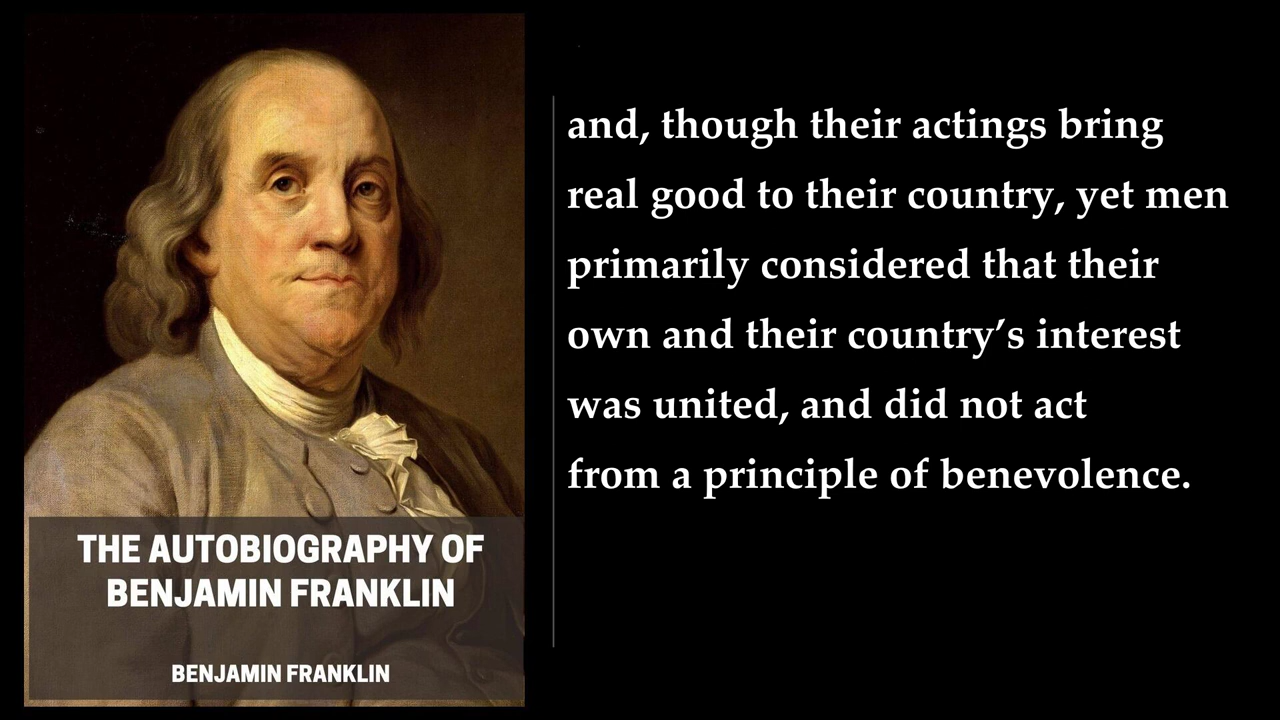 THE AUTOBIOGRAPHY OF
BENJAMIN FRANKLIN
BENJAMIN FRANKLIN
and, though their actings bring
real good to their country, yet men
primarily considered that their
own and their country’s interest
was united, and did not act
from a principle of benevolence.